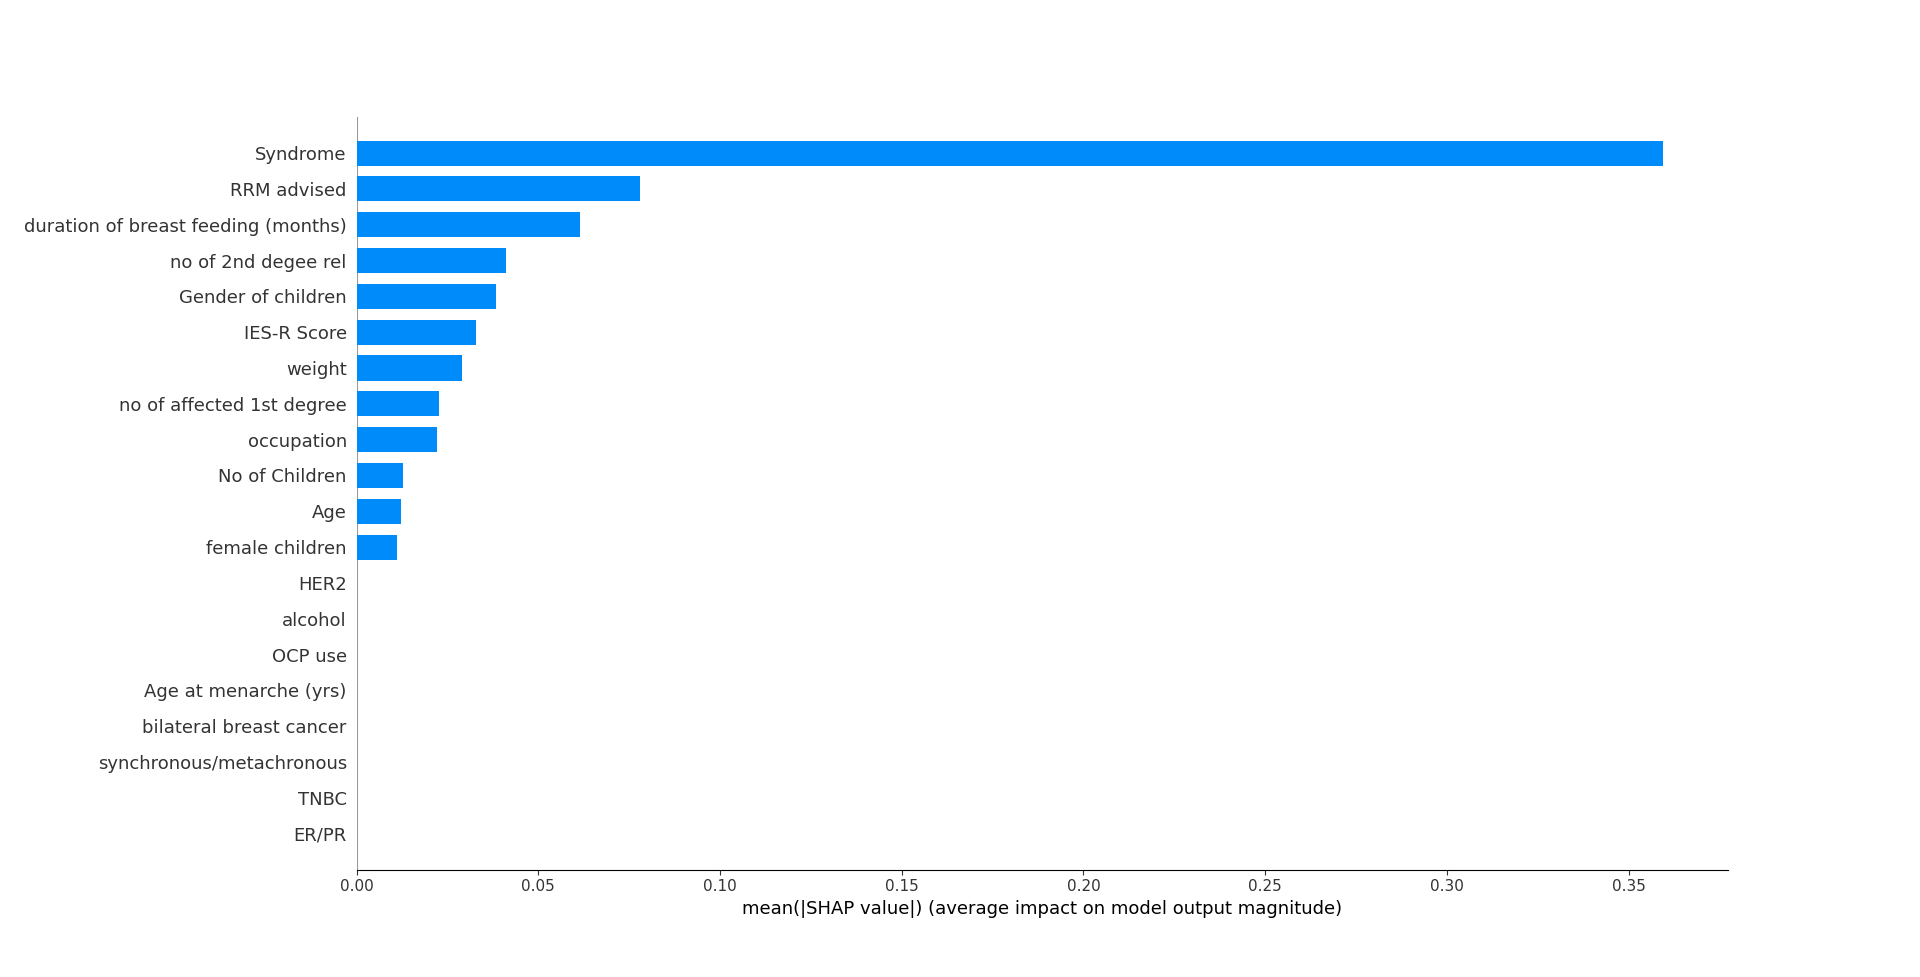 Syndrome
RRM advised
duration of breast feeding (months)
no of 2nd degee rel
Gender of children
IES-R Score
weight
no of affected 1st degree
occupation
No of Children
Age
female children
HER2
alcohol
OCP use
Age at menarche (yrs)
bilateral breast cancer
synchronous/metachronous
TNBC
ER/PR
0.00 0.05 0.10 0.15 0.20 0.25 0.30 0.35
mean(|SHAP value|) (average impact on model output magnitude)